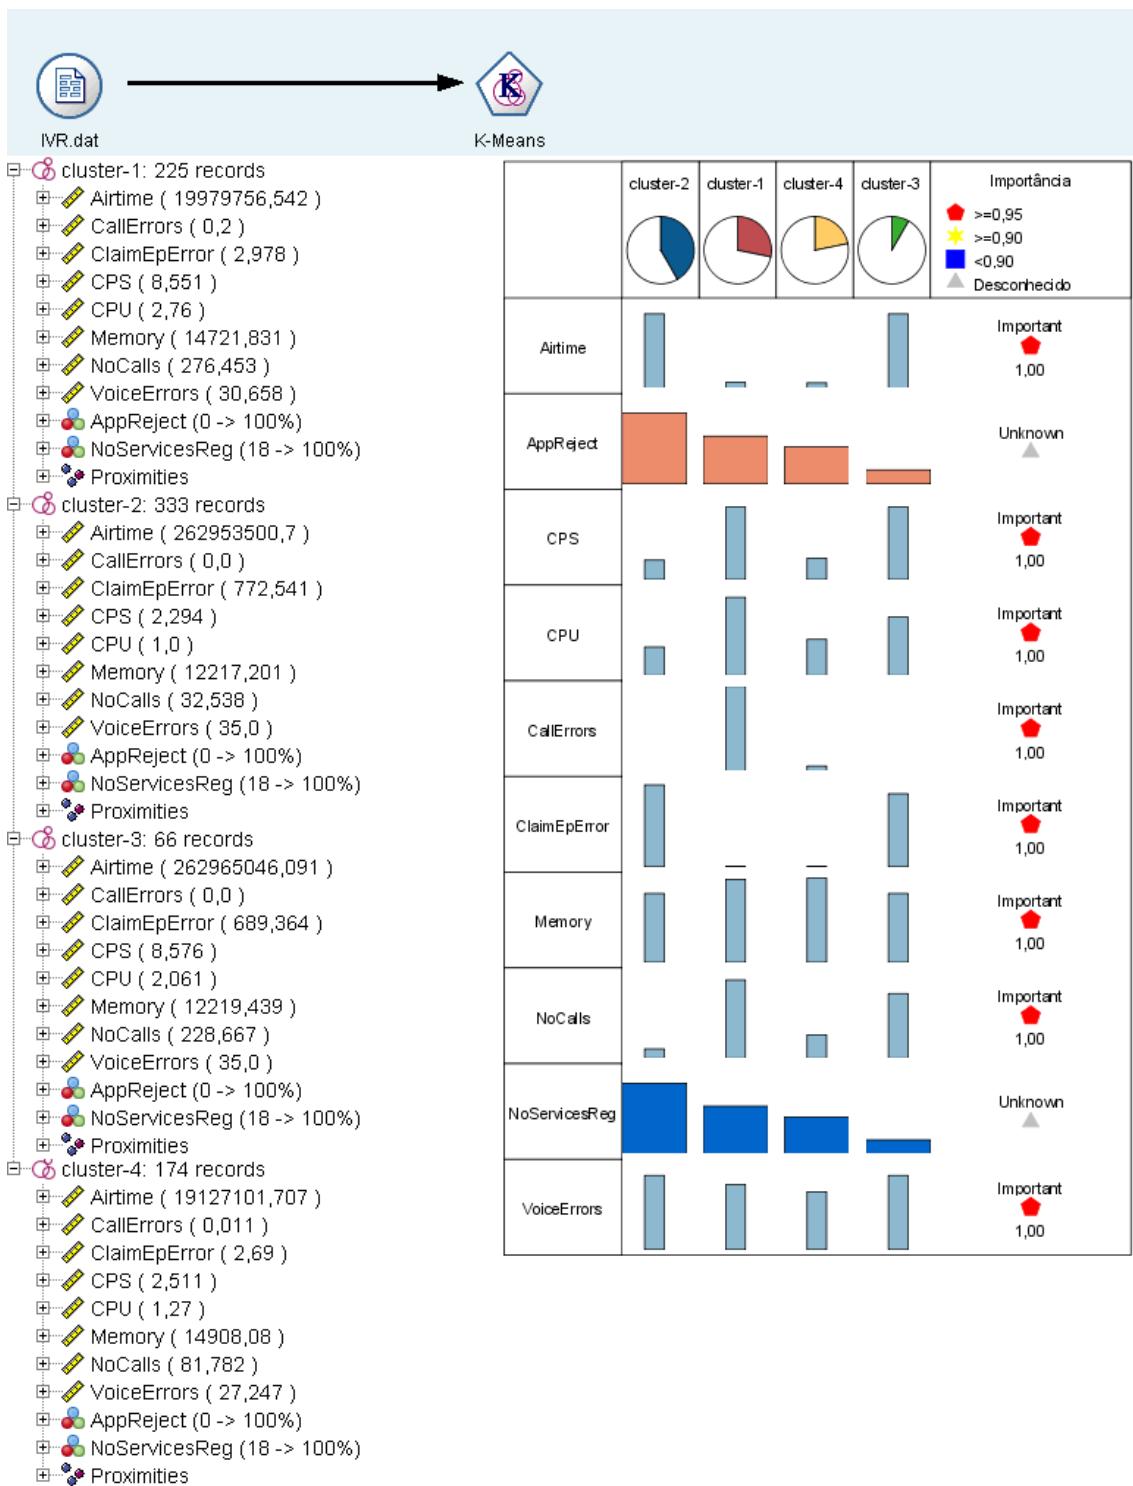 IVR.dat
K-Means
cluster-1: 225 records
Airtime ( 19979756,542 )
CallErrors ( 0,2 )
ClaimEpError ( 2,978 )
CPS ( 8,551 )
CPU ( 2,76 )
Memory ( 14721,831 )
NoCalls ( 276,453 )
VoiceErrors ( 30,658 )
AppReject (0 -> 100%)
NoServicesReg (18 -> 100%)
Proximities
cluster-2: 333 records
Airtime ( 262953500,7 )
CallErrors ( 0,0 )
ClaimEpError ( 772,541 )
CPS ( 2,294 )
CPU ( 1,0 )
Memory ( 12217,201 )
NoCalls ( 32,538 )
VoiceErrors ( 35,0 )
AppReject (0 -> 100%)
NoServicesReg (18 -> 100%)
Proximities
cluster-3: 66 records
Airtime ( 262965046,091 )
CallErrors ( 0,0 )
ClaimEpError ( 689,364 )
CPS ( 8,576 )
CPU ( 2,061 )
Memory ( 12219,439 )
NoCalls ( 228,667 )
VoiceErrors ( 35,0 )
AppReject (0 -> 100%)
NoServicesReg (18 -> 100%)
Proximities
cluster-4: 174 records
Airtime ( 19127101,707 )
CallErrors ( 0,011 )
ClaimEpError ( 2,69 )
CPS ( 2,511 )
CPU ( 1,27 )
Memory ( 14908,08 )
NoCalls ( 81,782 )
VoiceErrors ( 27,247 )
AppReject (0 -> 100%)
NoServicesReg (18 -> 100%)
Proximities
cluster-2 cluster-1 cluster-4 cluster-3
Importância
>=0,95
>=0,90
<0,90
Desconhecido
Airtime
Important
1,00
AppReject
Unknown
CPS
Important
1,00
CPU
Important
1,00
CallErrors
Important
1,00
ClaimEpError
Important
1,00
Memory
Important
1,00
NoCalls
Important
1,00
NoServicesReg
Unknown
VoiceErrors
Important
1,00